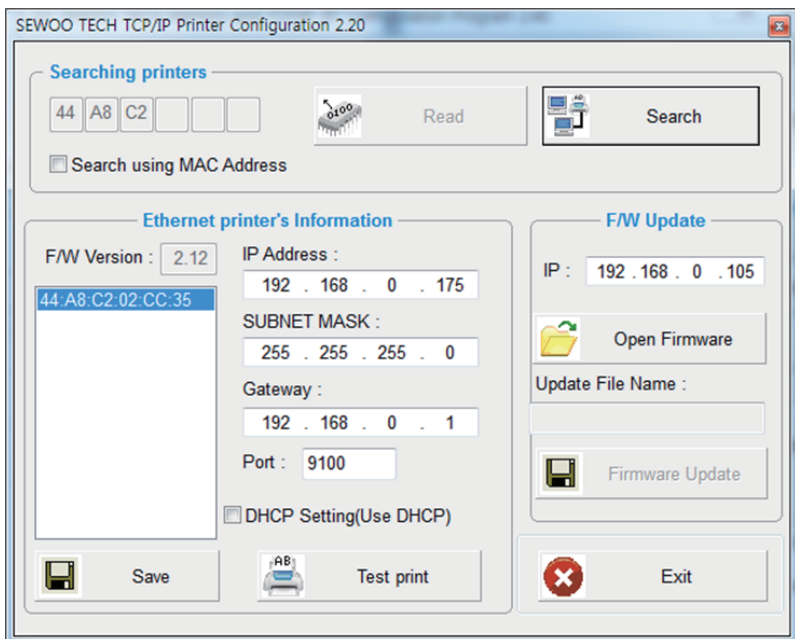 SEWOO TECH TCP/IP Printer Configuration 2.20
Searching printers
44 A8 C2
Read
Search
Search using MAC Address
Ethernet printer's Information
F/W Version : 2.12
44:A8:C2:02:CC:35
IP Address :
192 . 168 . 0 . 175
SUBNET MASK :
255 . 255 . 255 . 0
Gateway :
192 . 168 . 0 . 1
Port : 9100
DHCP Setting(Use DHCP)
Save
Test print
F/W Update
IP : 192 . 168 . 0 . 105
Open Firmware
Update File Name :
Firmware Update
Exit